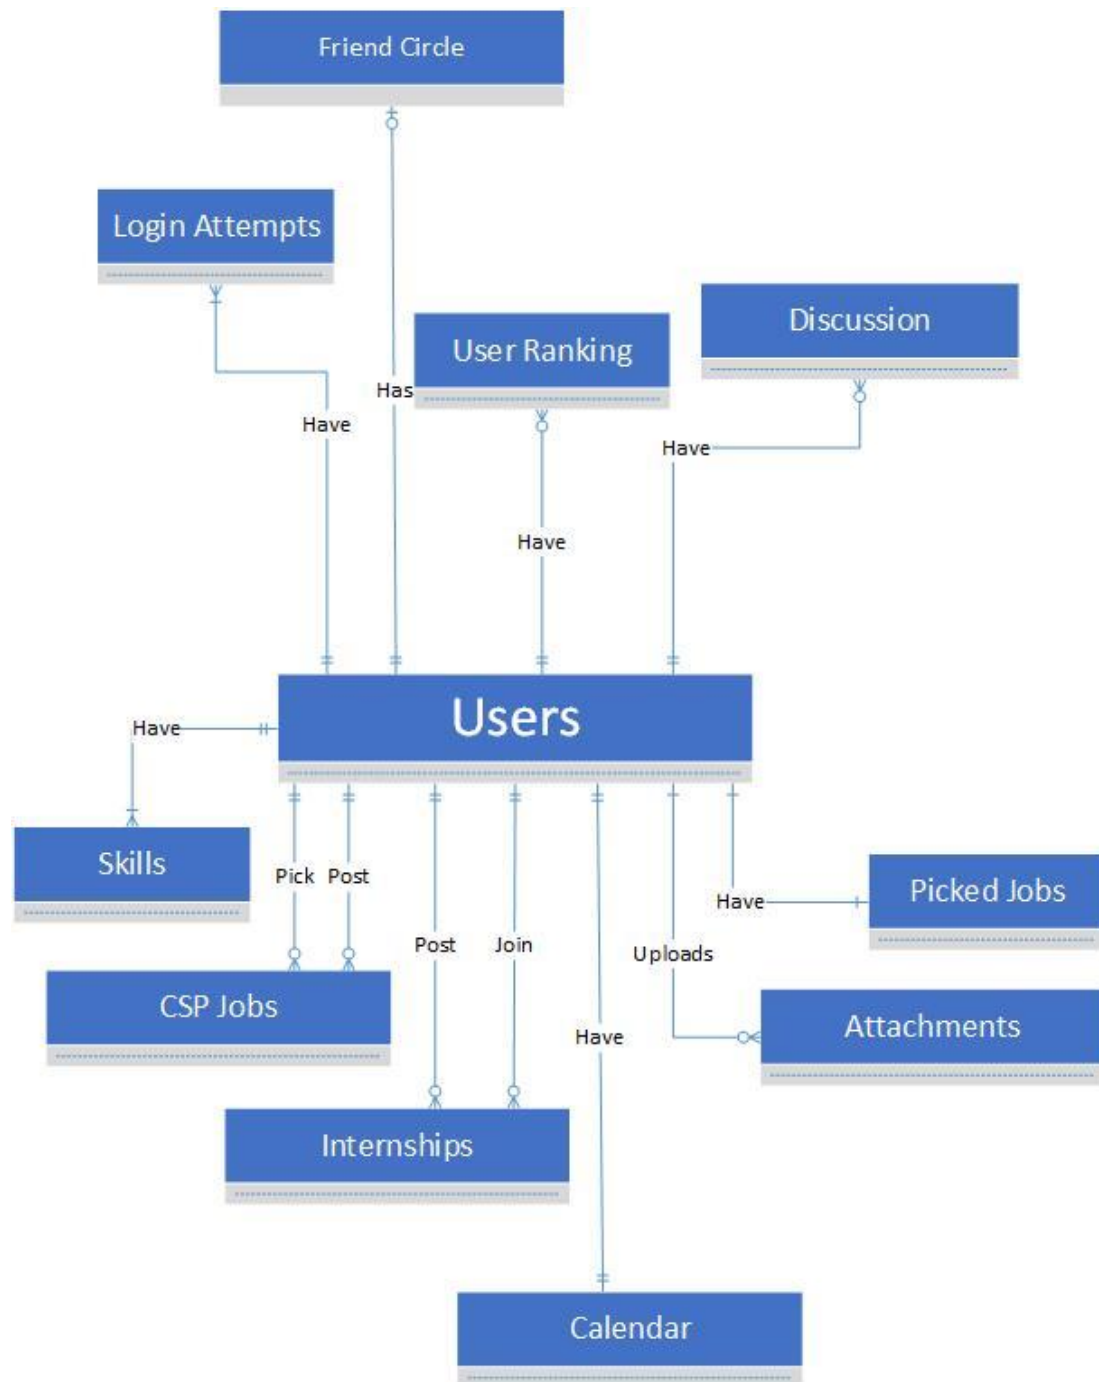 Friend Circle
Login Attempts
Discussion
User Ranking
Has
Have
Have
Have
Users
Have
Skills
Pick
Post
Picked Jobs
Have
Post
Join
Uploads
CSP Jobs
Attachments
Have
Internships
Calendar